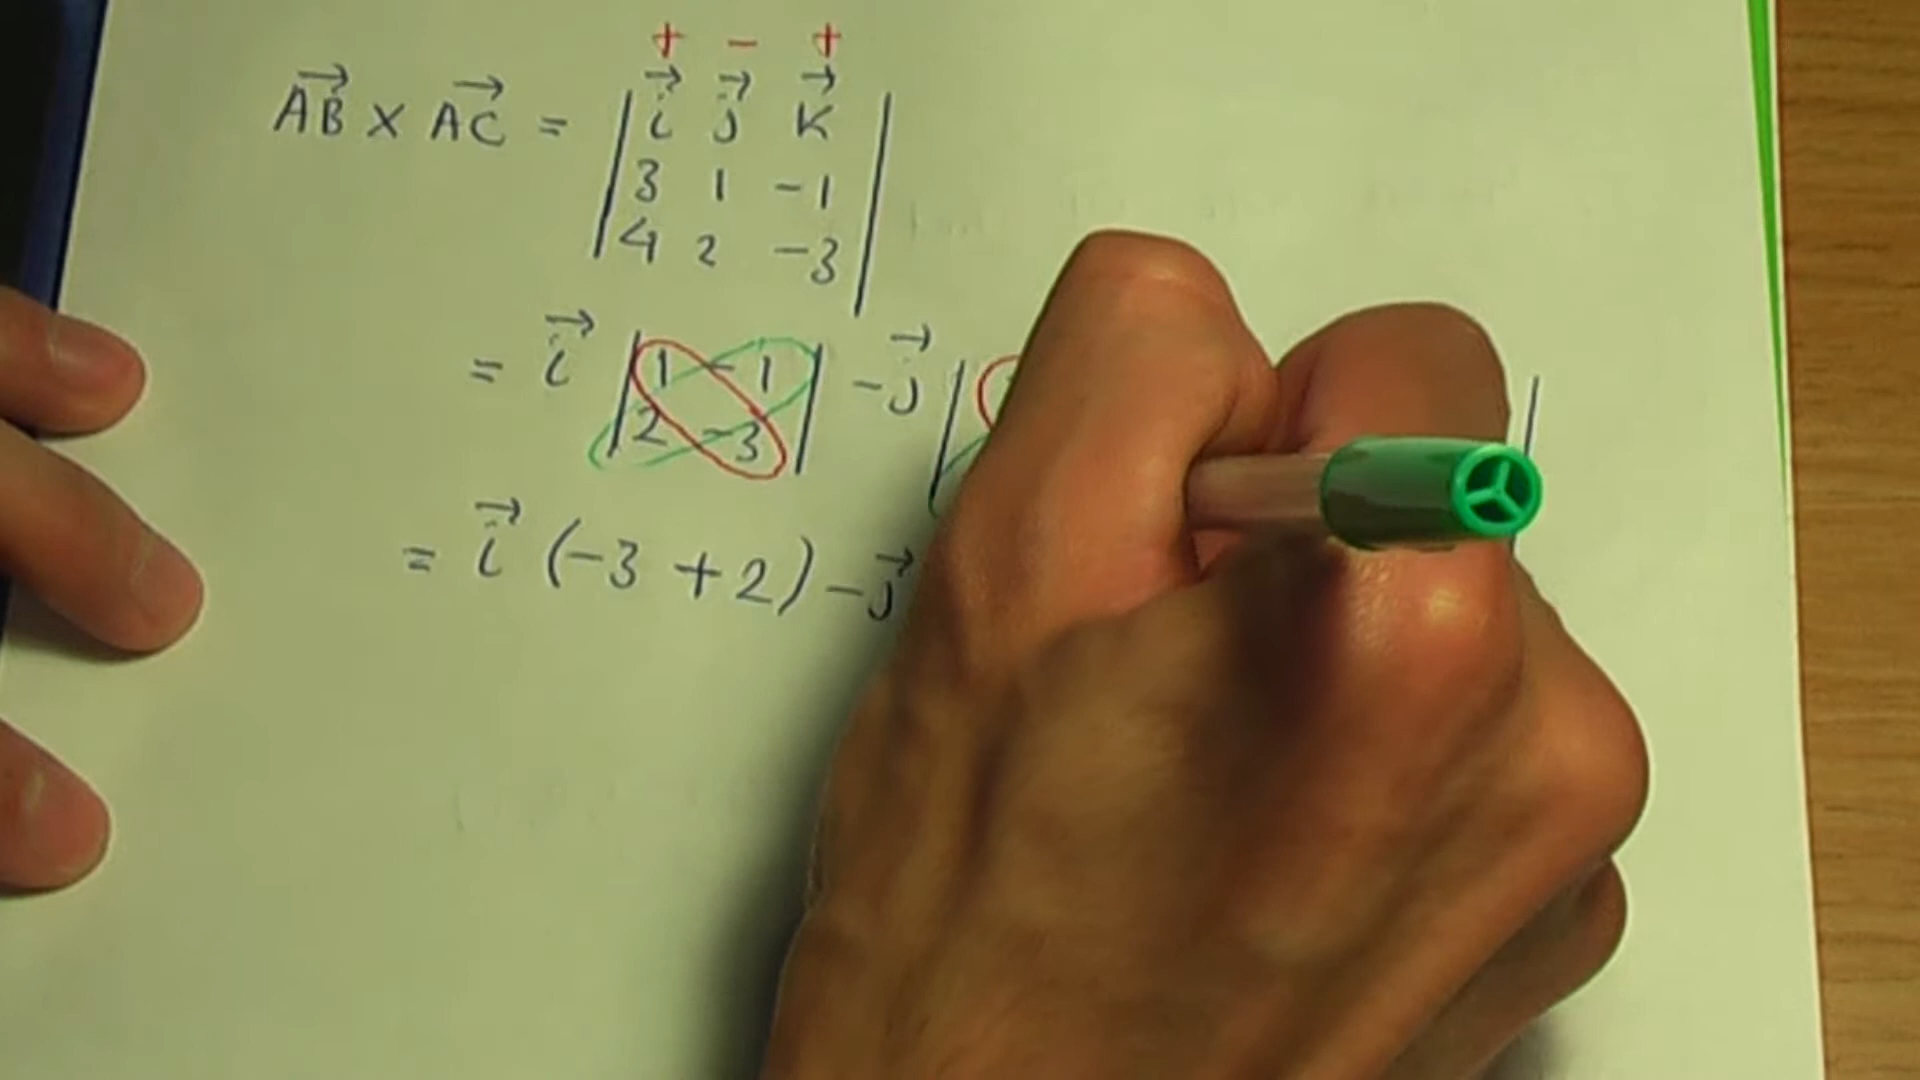 + - +
AB × AC = | i j k |
3 1 -1
4 2 -3
= i | 1 -1 | - j |
2 -3
= i (-3 + 2) - j